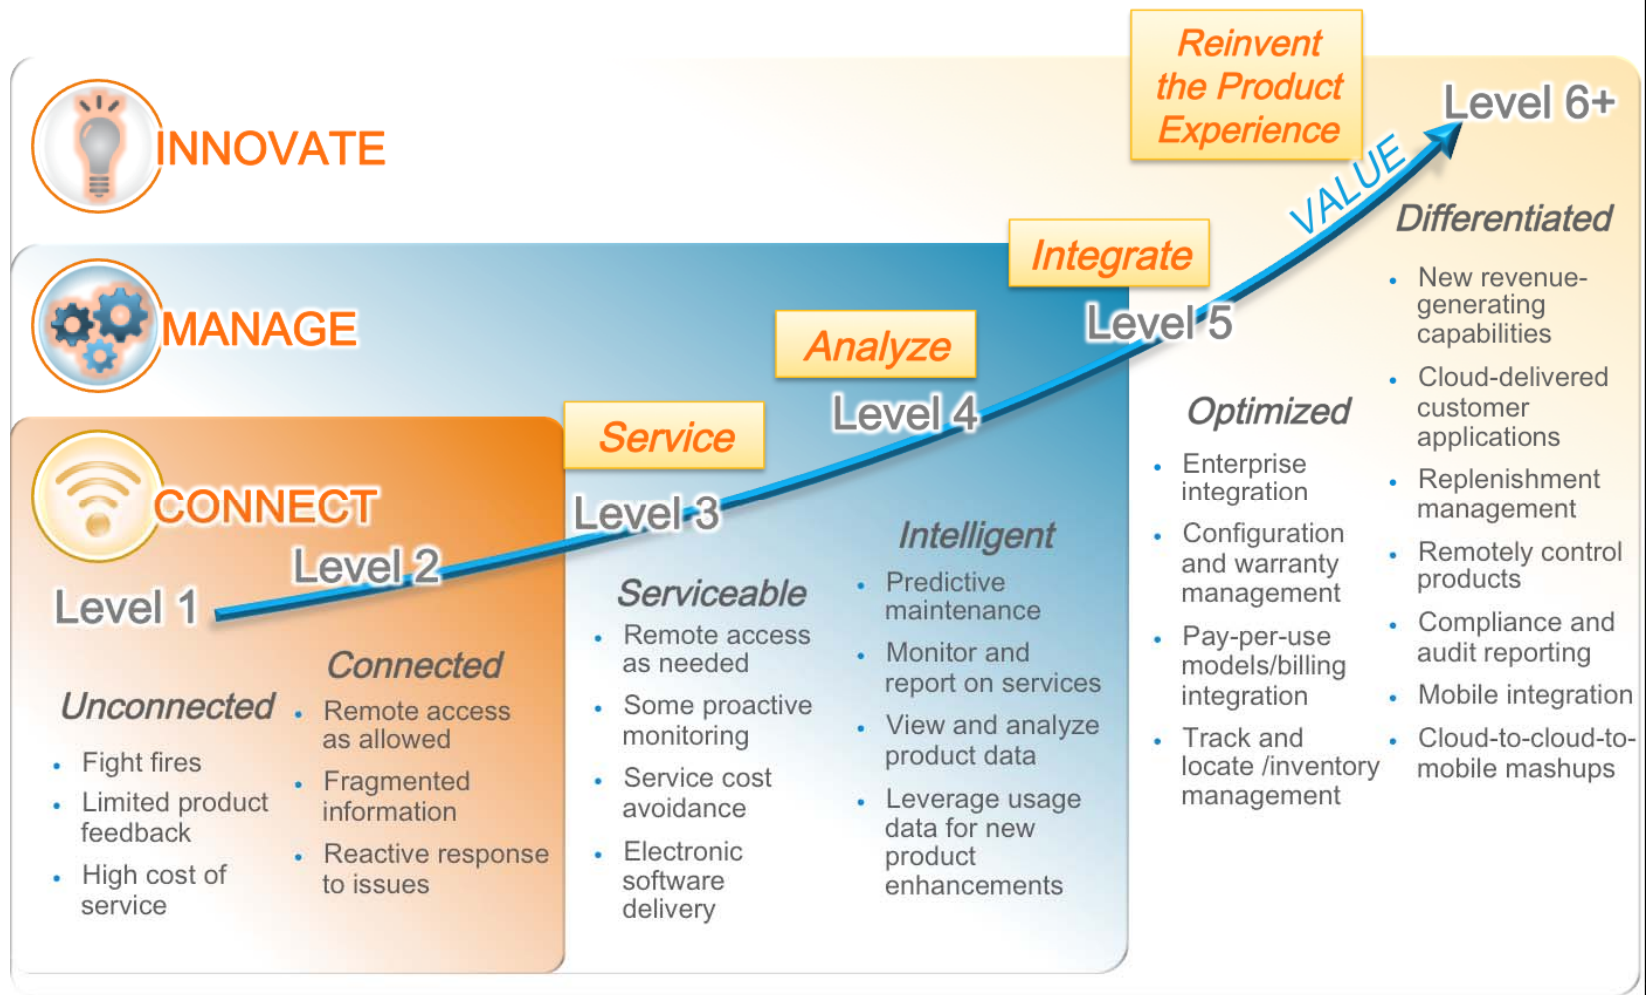 Reinvent
the Product
Experience
Level 6+
INNOVATE
VALUE
Differentiated
• New revenue-
generating
capabilities
• Cloud-delivered
customer
applications
• Replenishment
management
• Remotely control
products
• Compliance and
audit reporting
• Mobile integration
• Cloud-to-cloud-to-
mobile mashups
Integrate
Level 5
Optimized
• Enterprise
integration
• Configuration
and warranty
management
• Pay-per-use
models/billing
integration
• Track and
locate /inventory
management
MANAGE
Analyze
Level 4
Intelligent
• Predictive
maintenance
• Monitor and
report on services
• View and analyze
product data
• Leverage usage
data for new
product
enhancements
Service
Level 3
Serviceable
• Remote access
as needed
• Some proactive
monitoring
• Service cost
avoidance
• Electronic
software
delivery
CONNECT
Level 2
Connected
• Remote access
as allowed
• Fragmented
information
• Reactive response
to issues
Level 1
Unconnected
• Fight fires
• Limited product
feedback
• High cost of
service